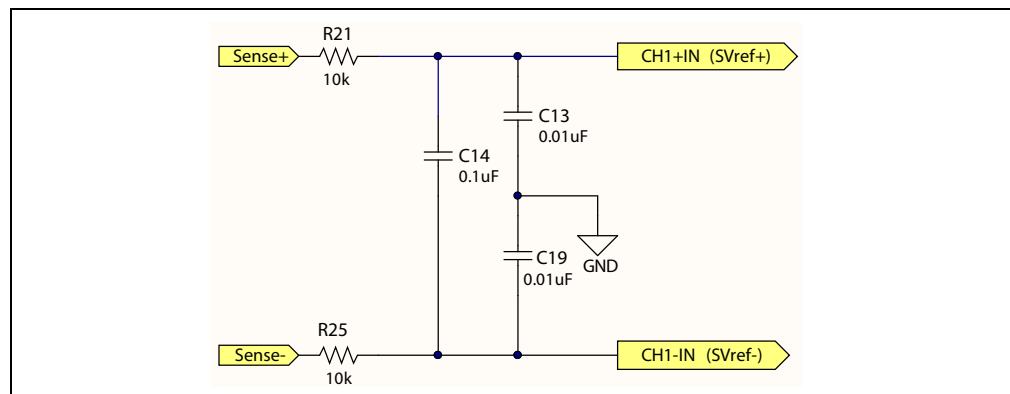 R21
Sense+
10k
CH1+IN (SVref+)
C13
0.01uF
C14
0.1uF
C19
0.01uF
GND
R25
Sense-
10k
CH1-IN (SVref-)